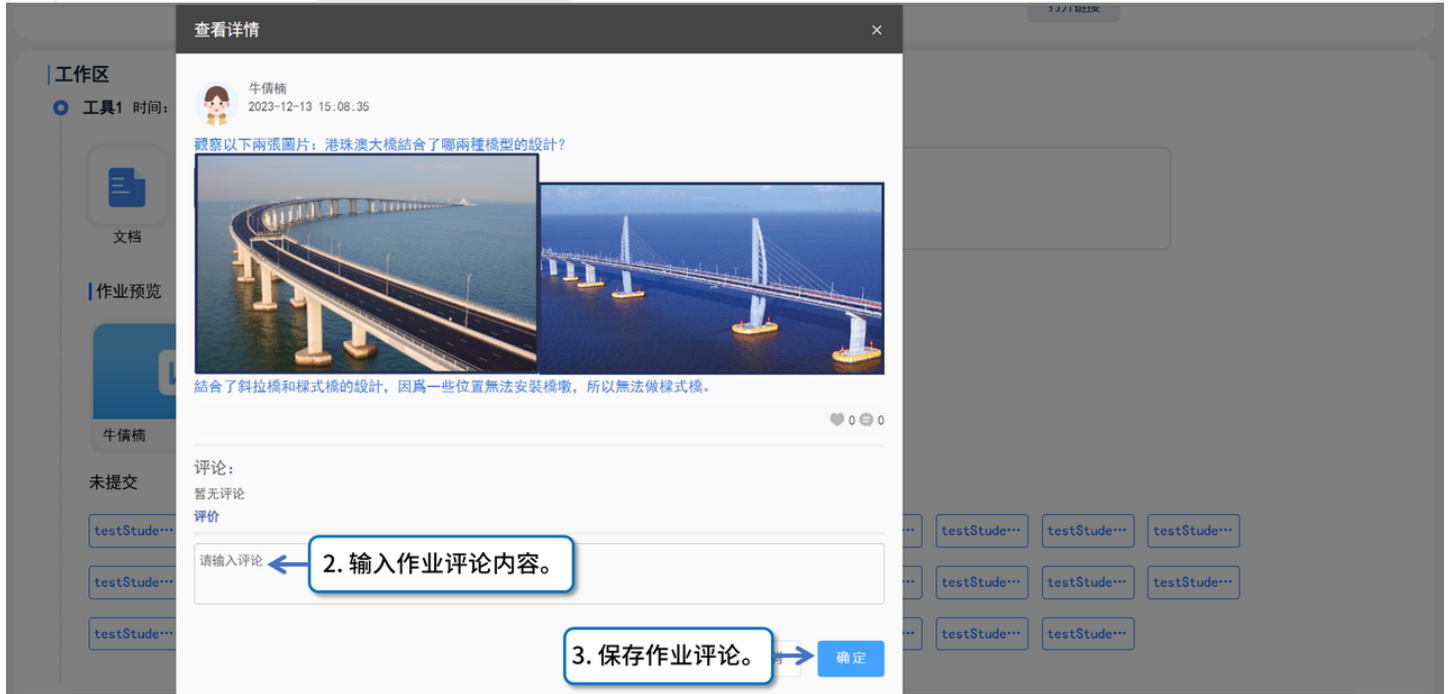 查看详情
×
工作区
工具1 时间:
牛倩楠
2023-12-13 15:08:35
觀察以下兩張圖片：港珠澳大橋結合了哪兩種橋型的設計？
文档
作业预览
結合了斜拉橋和樑式橋的設計，因爲一些位置無法安裝橋墩，所以無法做樑式橋。
0 0
牛倩楠
评论：
未提交
暂无评论
评价
testStude… testStude… testStude… testStude…
请输入评论
2. 输入作业评论内容。
testStude… testStude… testStude… testStude…
testStude… testStude… testStude…
3. 保存作业评论。
确定